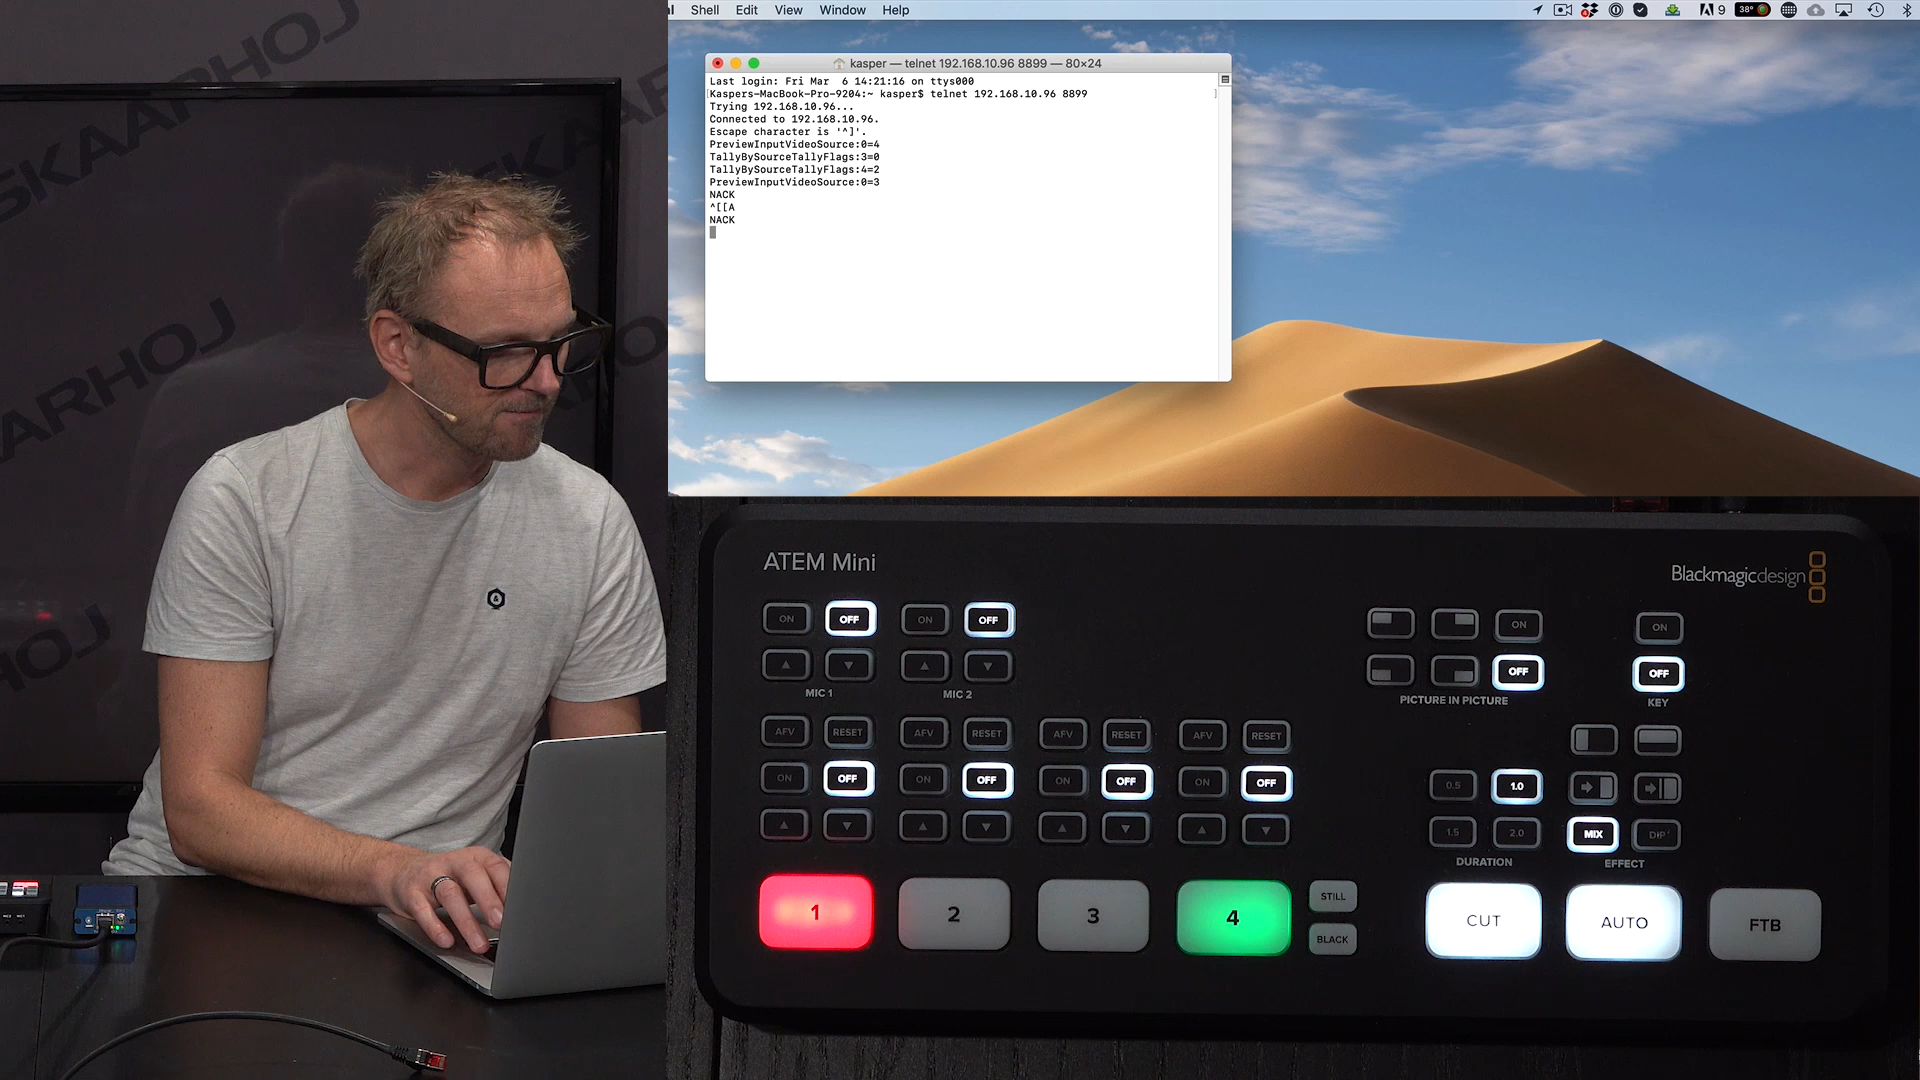 SKAARHOJ
SKAARHOJ
ARHOJ
HOJ
Shell Edit View Window Help
9
38°
kasper — telnet 192.168.10.96 8899 — 80×24
Last login: Fri Mar  6 14:21:16 on ttys000
[Kaspers-MacBook-Pro-9204:~ kasper$ telnet 192.168.10.96 8899 ]
Trying 192.168.10.96...
Connected to 192.168.10.96.
Escape character is '^]'.
PreviewInputVideoSource:0=4
TallyBySourceTallyFlags:3=0
TallyBySourceTallyFlags:4=2
PreviewInputVideoSource:0=3
NACK
^[[A
NACK
ATEM Mini
Blackmagicdesign
ON OFF ON OFF
MIC 1 MIC 2
ON
OFF
PICTURE IN PICTURE
ON
OFF
KEY
AFV RESET AFV RESET AFV RESET AFV RESET
ON OFF ON OFF ON OFF ON OFF
0.5 1.0
1.5 2.0
DURATION
MIX DIP
EFFECT
1 2 3 4
STILL
BLACK
CUT AUTO FTB